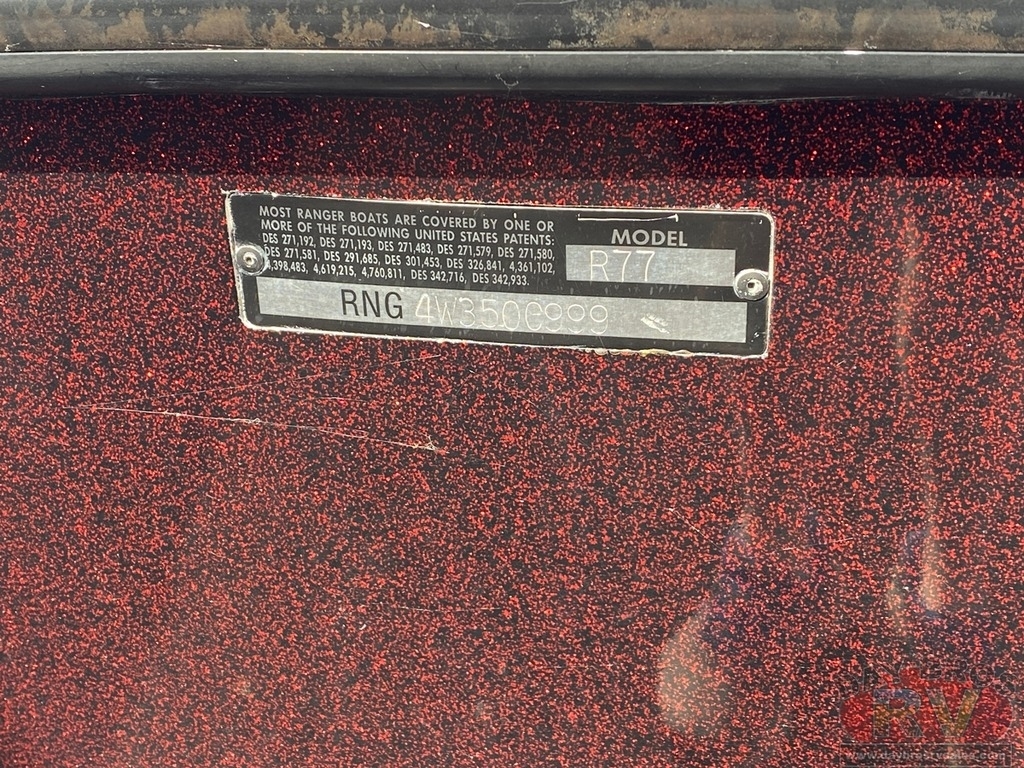 MOST RANGER BOATS ARE COVERED BY ONE OR
MORE OF THE FOLLOWING UNITED STATES PATENTS:
DES 271,192, DES 271,193, DES 271,483, DES 271,579, DES 271,580,
DES 271,581, DES 291,685, DES 301,453, DES 326,841, 4,361,102,
4,398,483, 4,619,215, 4,760,811, DES 342,716, DES 342,933.
MODEL
R77
RNG 4W350G999
RV